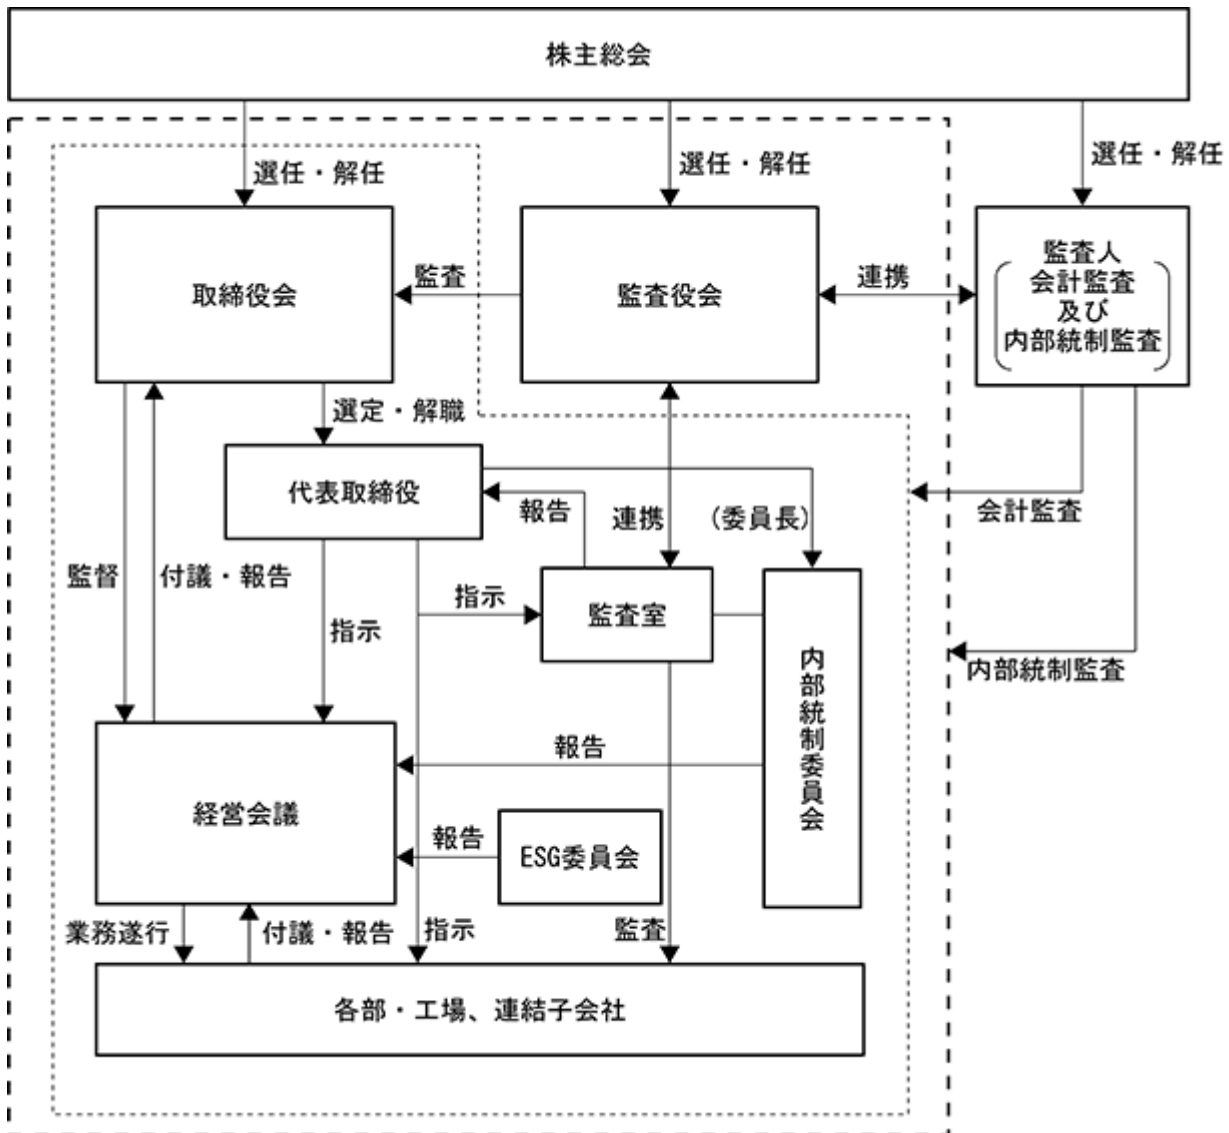 株主総会
選任・解任
選任・解任
選任・解任
取締役会
監査
監査役会
連携
監査人
会計監査
及び
内部統制監査
選定・解職
代表取締役
報告
連携
(委員長)
会計監査
監督
付議・報告
指示
指示
監査室
内部統制委員会
内部統制監査
報告
経営会議
報告
ESG委員会
業務遂行
付議・報告
指示
監査
各部・工場、連結子会社